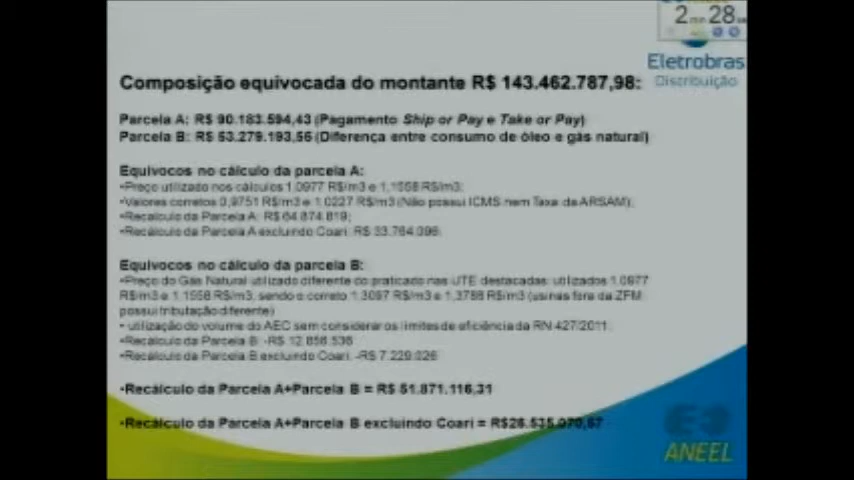 2 28
Eletrobras
Distribuição
Composição equivocada do montante R$ 143.462.787,98:
Parcela A: R$ 90.183.594,43 (Pagamento Ship or Pay e Take or Pay)
Parcela B: R$ 53.279.193,56 (Diferença entre consumo de óleo e gás natural)
Equívocos no cálculo da parcela A:
•Preço utilizado nos cálculos 1,0977 R$/m3 e 1,1558 R$/m3;
•Valores corretos 0,9751 R$/m3 e 1,0227 R$/m3 (Não possui ICMS nem Taxa da ARSAM);
•Recálculo da Parcela A: R$ 64.874.819;
•Recálculo da Parcela A excluindo Coari: R$ 33.764.096
Equívocos no cálculo da parcela B:
•Preço do Gás Natural utilizado diferente do praticado nas UTE destacadas: utilizados 1,0977
R$/m3 e 1,1558 R$/m3, sendo o correto 1,3097 R$/m3 e 1,3788 R$/m3 (usinas fora da ZFM
possui tributação diferente)
• utilização do volume do AEC sem considerar os limites de eficiência da RN 427/2011.
•Recálculo da Parcela B: -R$
•Recálculo da Parcela B excluindo Coari: -R$ 7.229.026
•Recálculo da Parcela A+Parcela B = R$ 51.871.116,31
•Recálculo da Parcela A+Parcela B excluindo Coari = R$26.535.070,67
ANEEL